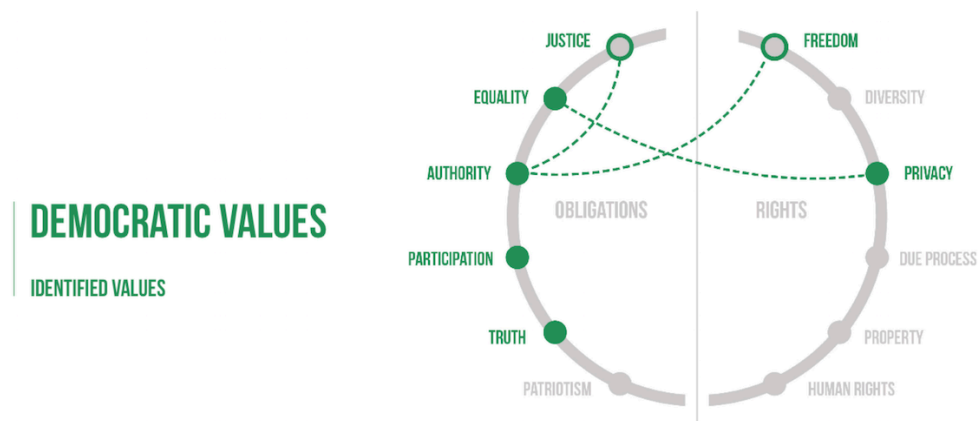 DEMOCRATIC VALUES
IDENTIFIED VALUES
JUSTICE
EQUALITY
AUTHORITY
PARTICIPATION
TRUTH
PATRIOTISM
OBLIGATIONS
RIGHTS
FREEDOM
DIVERSITY
PRIVACY
DUE PROCESS
PROPERTY
HUMAN RIGHTS